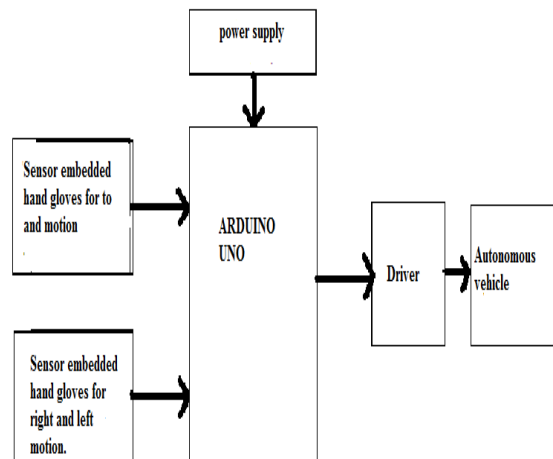 power supply
Sensor embedded
hand gloves for to
and motion
ARDUINO
UNO
Driver
Autonomous
vehicle
Sensor embedded
hand gloves for
right and left
motion.